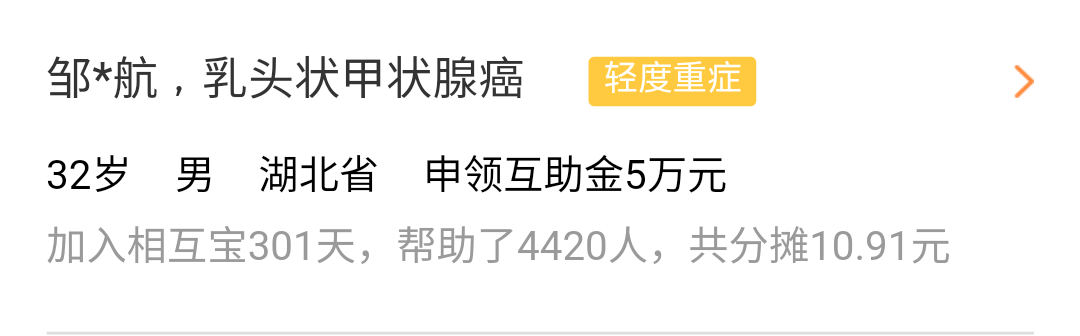 邹*航，乳头状甲状腺癌 轻度重症
32岁 男 湖北省 申领互助金5万元
加入相互宝301天，帮助了4420人，共分摊10.91元